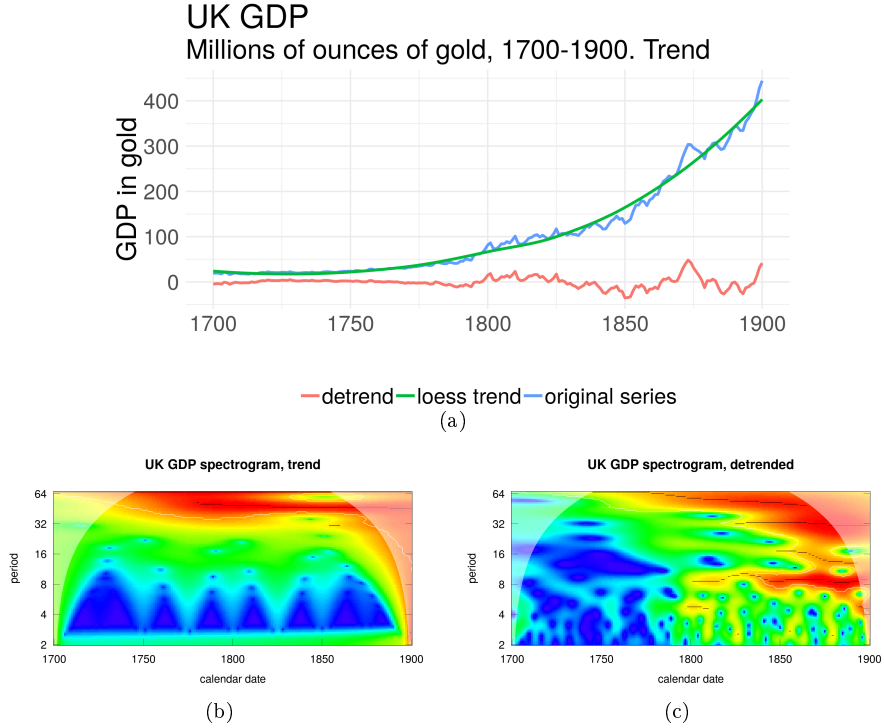 UK GDP
Millions of ounces of gold, 1700-1900. Trend
GDP in gold
400
300
200
100
0
1700 1750 1800 1850 1900
detrend loess trend original series
(a)
UK GDP spectrogram, trend
period
64
32
16
8
4
2
1700 1750 1800 1850 1900
calendar date
(b)
UK GDP spectrogram, detrended
period
64
32
16
8
4
2
1700 1750 1800 1850 1900
calendar date
(c)